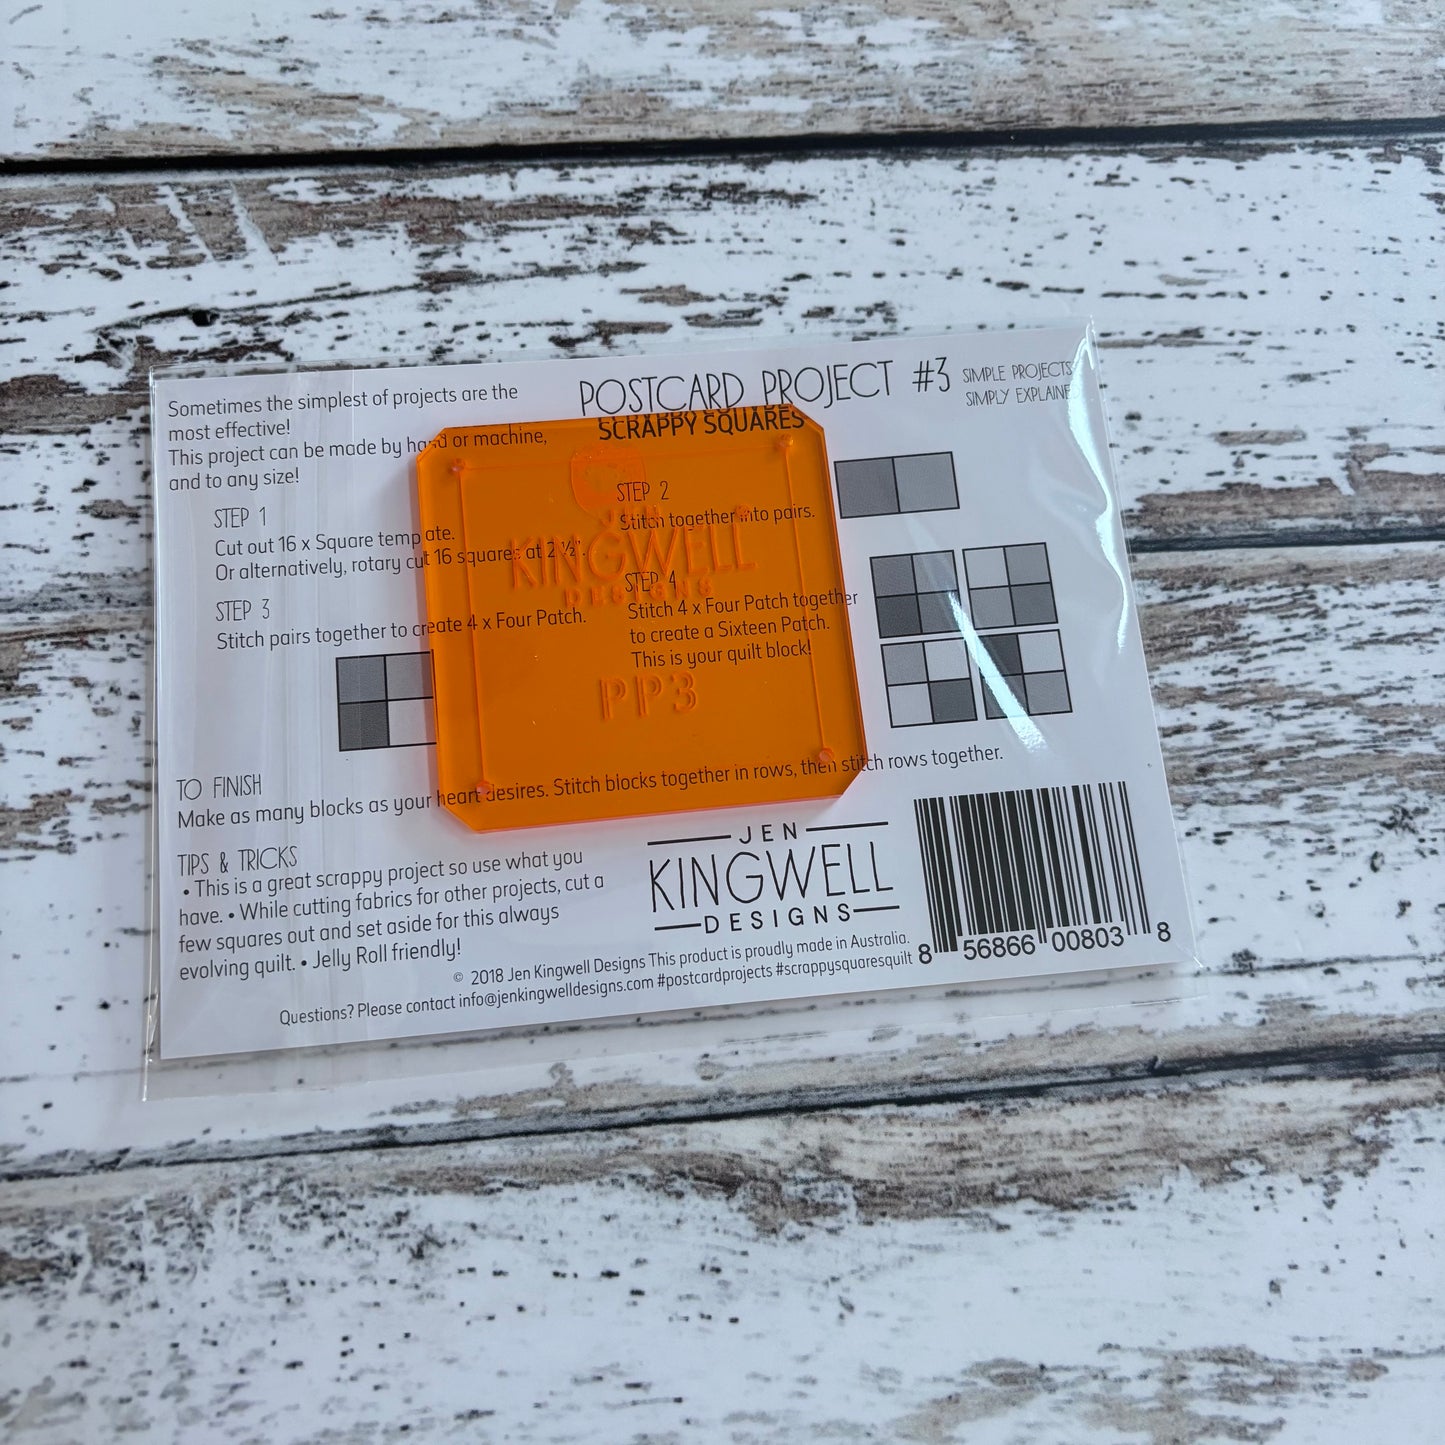 Sometimes the simplest of projects are the
most effective!
This project can be made by hand or machine,
and to any size!
POSTCARD PROJECT #3
SCRAPPY SQUARES
SIMPLE PROJECTS
SIMPLY EXPLAINE
STEP 1
Cut out 16 x Square template.
Or alternatively, rotary cut 16 squares at 2 ½".
STEP 2
Stitch together into pairs.
STEP 3
Stitch pairs together to create 4 x Four Patch.
STEP 4
Stitch 4 x Four Patch together
to create a Sixteen Patch.
This is your quilt block!
JEN
KINGWELL
DESIGNS
PP3
TO FINISH
Make as many blocks as your heart desires. Stitch blocks together in rows, then stitch rows together.
TIPS & TRICKS
• This is a great scrappy project so use what you
have. • While cutting fabrics for other projects, cut a
few squares out and set aside for this always
evolving quilt. • Jelly Roll friendly!
JEN
KINGWELL
DESIGNS
© 2018 Jen Kingwell Designs This product is proudly made in Australia.
Questions? Please contact info@jenkingwelldesigns.com #postcardprojects #scrappysquaresquilt
8 56866 00803 8